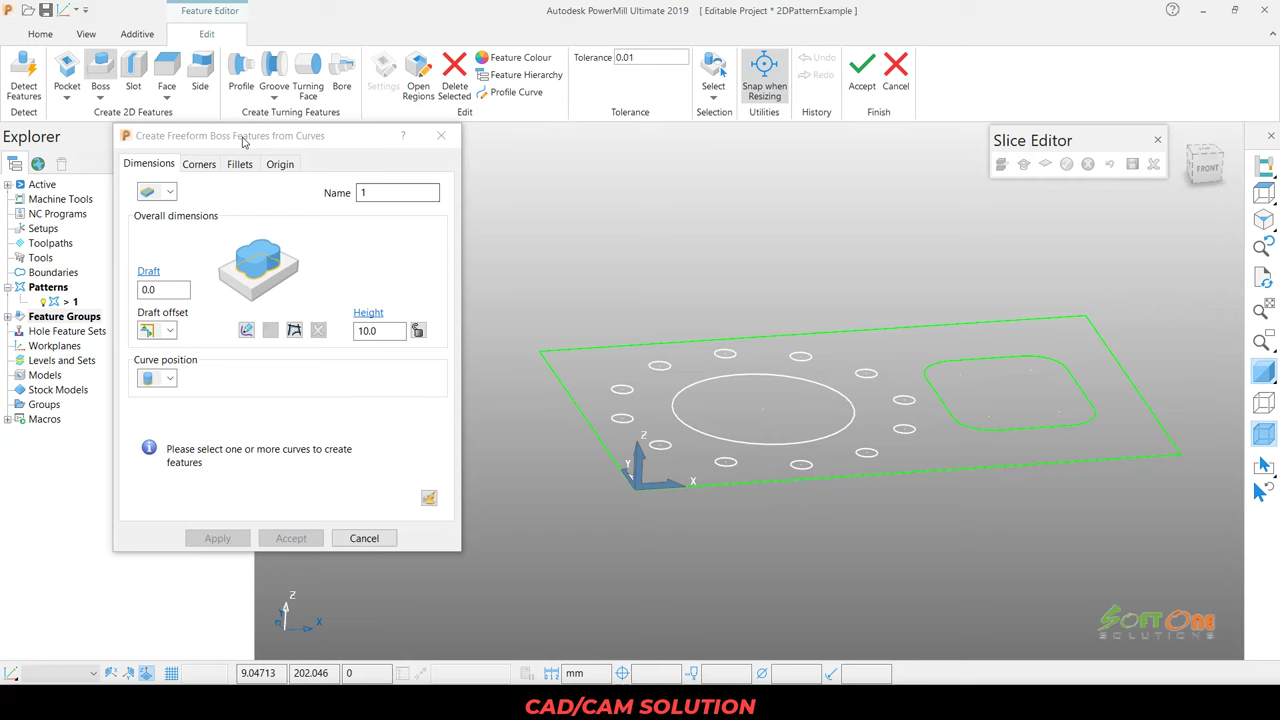 Feature Editor
Autodesk PowerMill Ultimate 2019 [ Editable Project * 2DPatternExample ]
Home View Additive Edit
Detect Features
Pocket
Boss
Slot
Face
Side
Profile
Groove
Turning Face
Bore
Settings
Open Regions
Delete Selected
Feature Colour
Feature Hierarchy
Profile Curve
Tolerance 0.01
Select
Snap when Resizing
Undo
Redo
Accept
Cancel
Detect
Create 2D Features
Create Turning Features
Edit
Tolerance
Selection
Utilities
History
Finish
Explorer
Active
Machine Tools
NC Programs
Setups
Toolpaths
Tools
Boundaries
Patterns
> 1
Feature Groups
Hole Feature Sets
Workplanes
Levels and Sets
Models
Stock Models
Groups
Macros
Create Freeform Boss Features from Curves ?
Dimensions Corners Fillets Origin
Name 1
Overall dimensions
Draft
0.0
Draft offset
Height
10.0
Curve position
Please select one or more curves to create
features
Apply Accept Cancel
Slice Editor
FRONT
Z
Y
X
Z
X
SOFTONE
SOLUTIONS
9.04713 202.046 0
mm
CAD/CAM SOLUTION